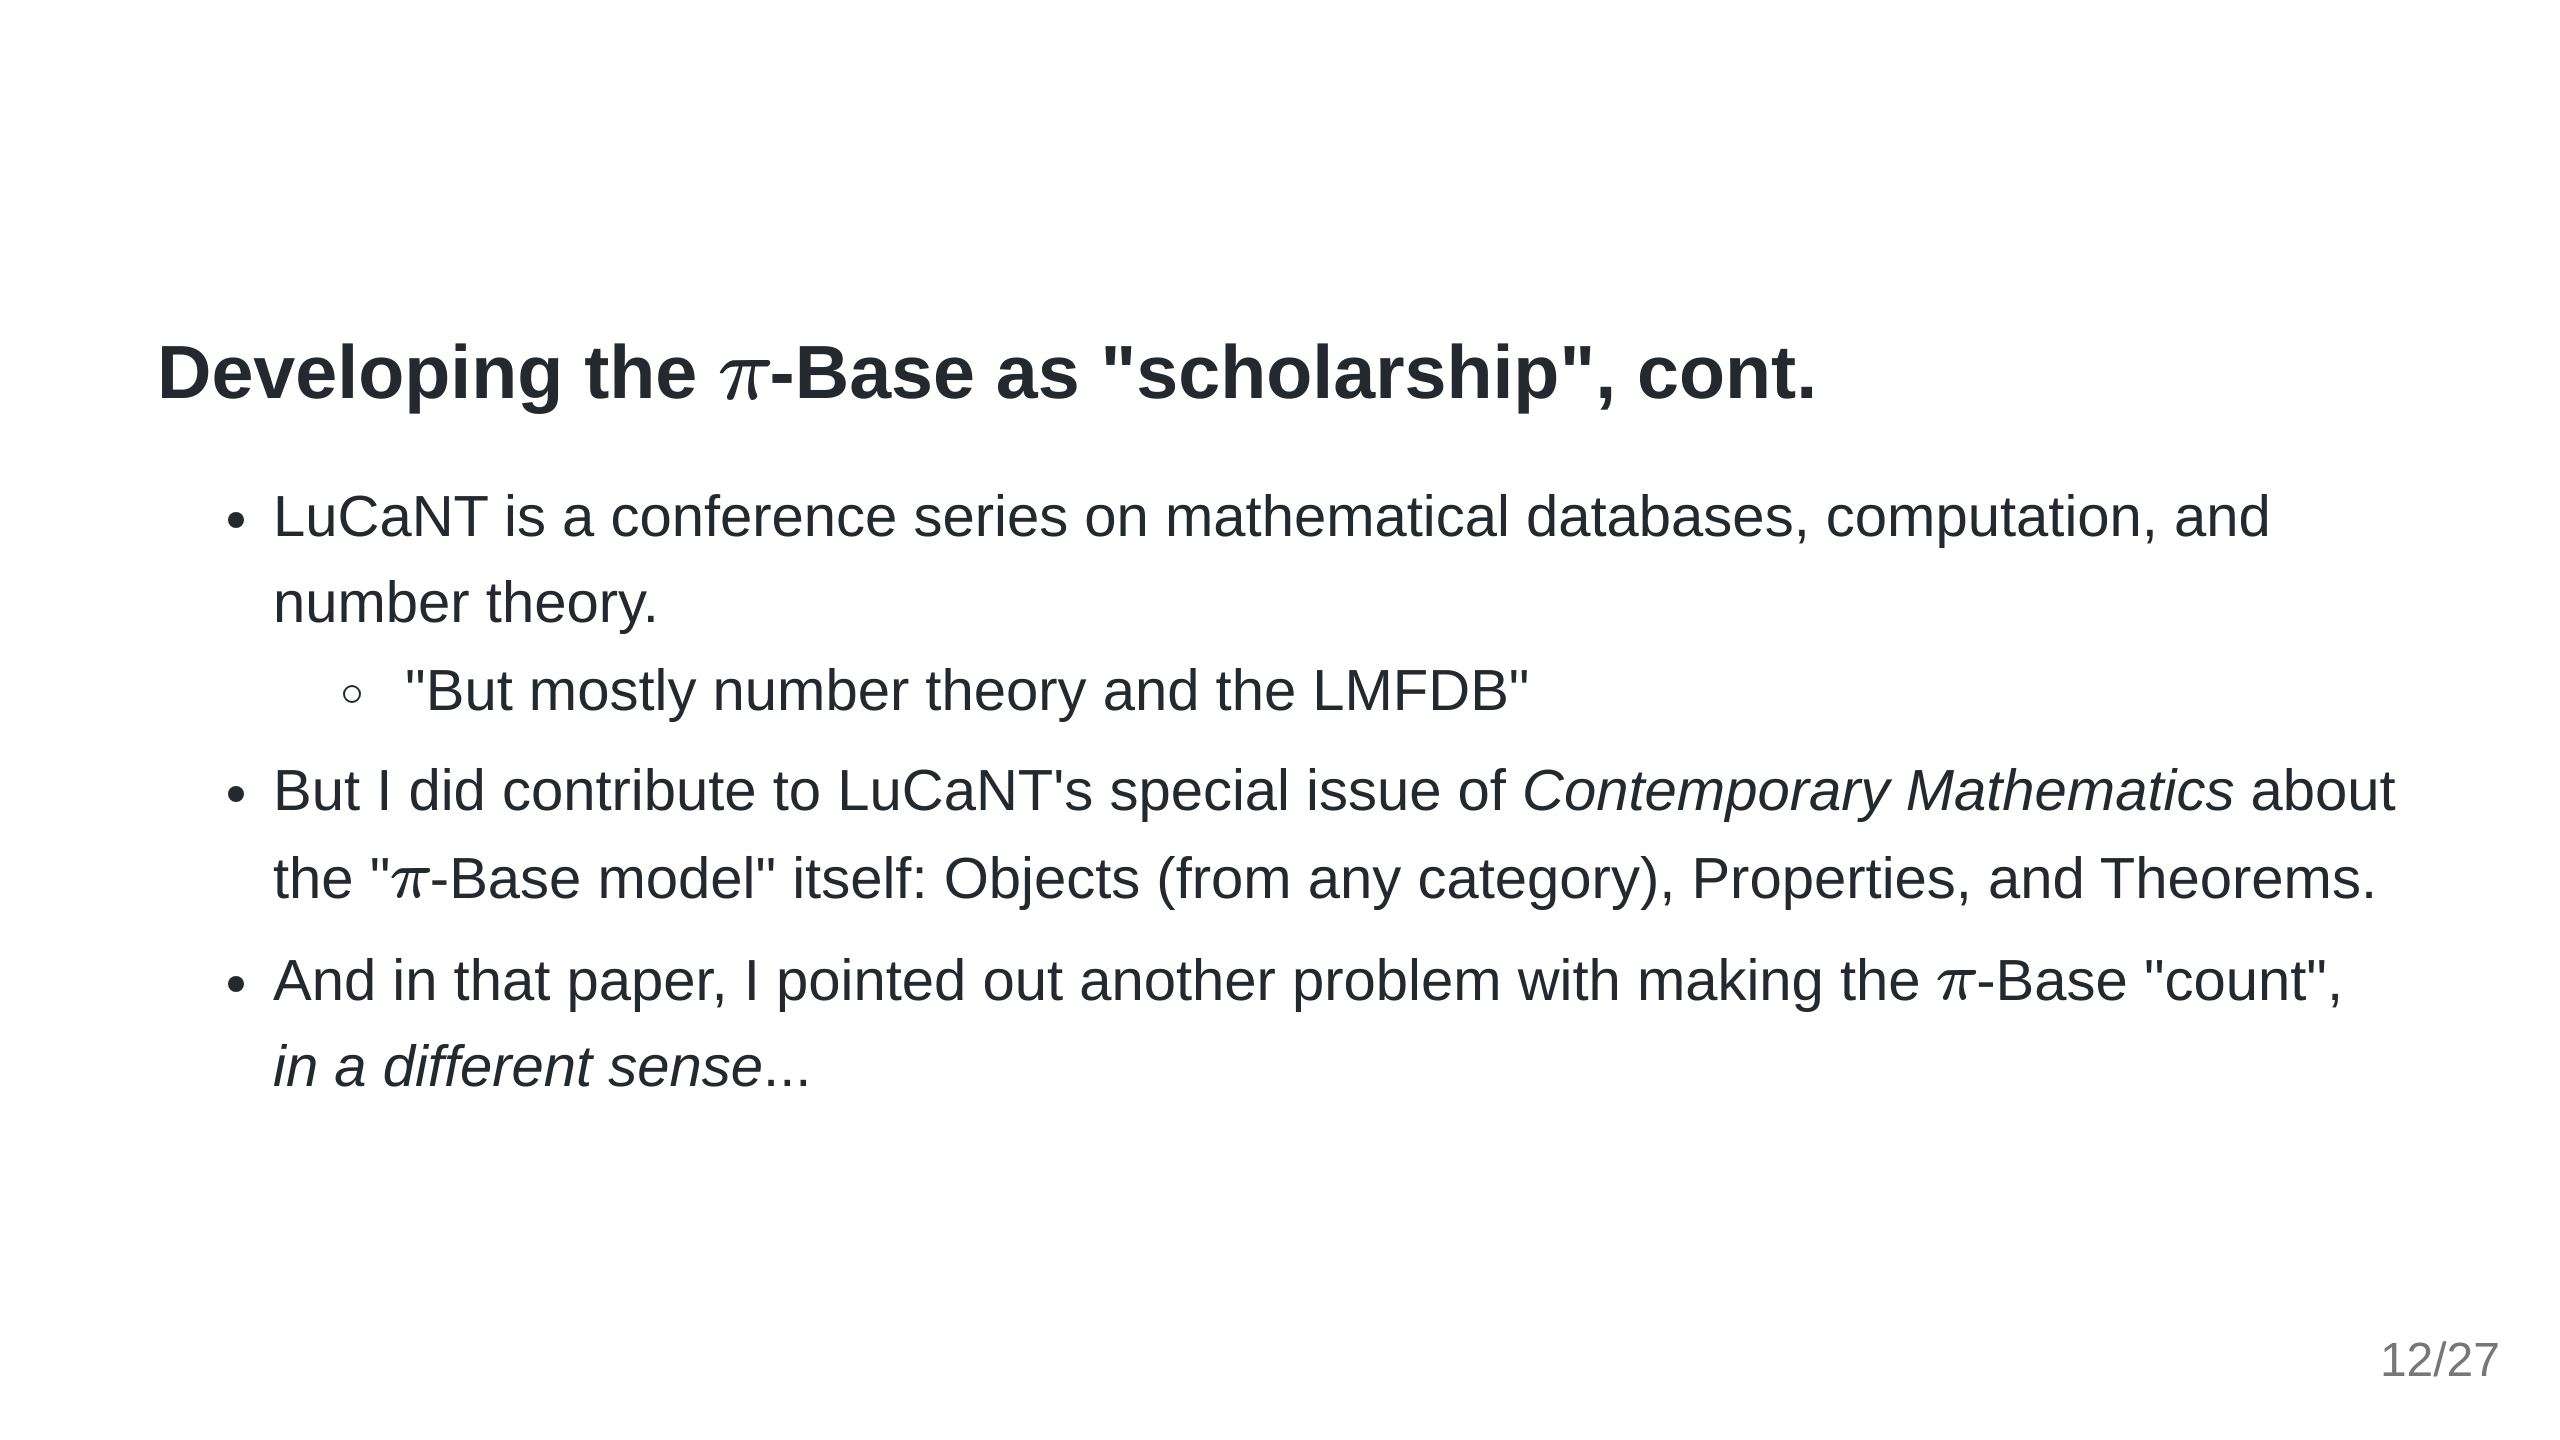 Developing the π-Base as "scholarship", cont.
• LuCaNT is a conference series on mathematical databases, computation, and
number theory.
◦ "But mostly number theory and the LMFDB"
• But I did contribute to LuCaNT's special issue of Contemporary Mathematics about
the "π-Base model" itself: Objects (from any category), Properties, and Theorems.
• And in that paper, I pointed out another problem with making the π-Base "count",
in a different sense...
12/27